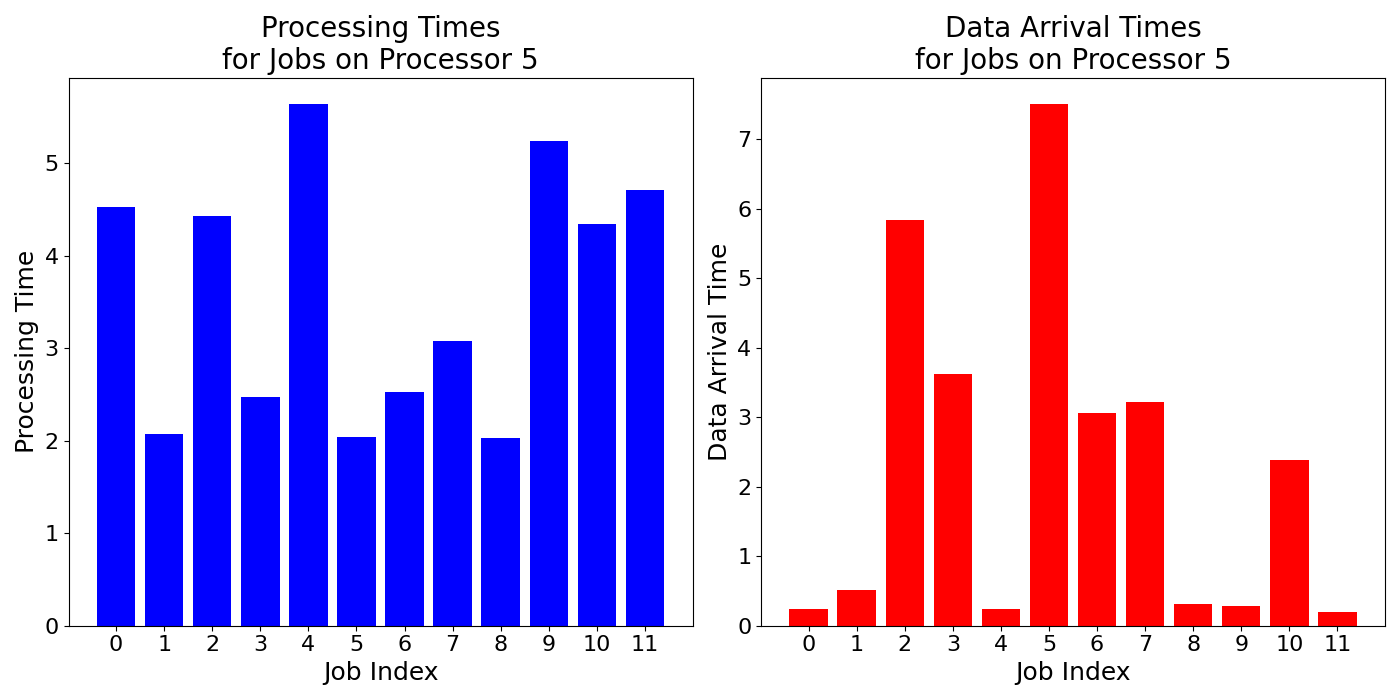 Processing Times
for Jobs on Processor 5
Processing Time
5
4
3
2
1
0
0 1 2 3 4 5 6 7 8 9 10 11
Job Index
Data Arrival Times
for Jobs on Processor 5
Data Arrival Time
7
6
5
4
3
2
1
0
0 1 2 3 4 5 6 7 8 9 10 11
Job Index